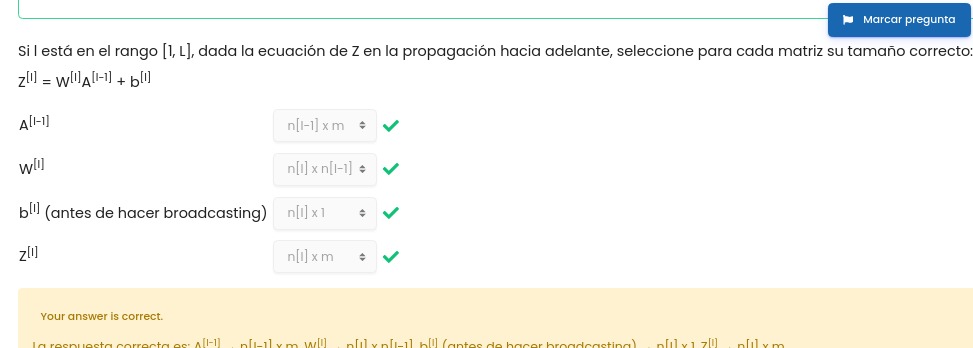 Marcar pregunta
Si l está en el rango [1, L], dada la ecuación de Z en la propagación hacia adelante, seleccione para cada matriz su tamaño correcto:
Z[l] = W[l]A[l-1] + b[l]
A[l-1] n[l-1] x m
W[l] n[l] x n[l-1]
b[l] (antes de hacer broadcasting) n[l] x 1
Z[l] n[l] x m
Your answer is correct.
La respuesta correcta es: A[l-1] → n[l-1] x m, W[l] → n[l] x n[l-1], b[l] (antes de hacer broadcasting) → n[l] x 1, Z[l] → n[l] x m